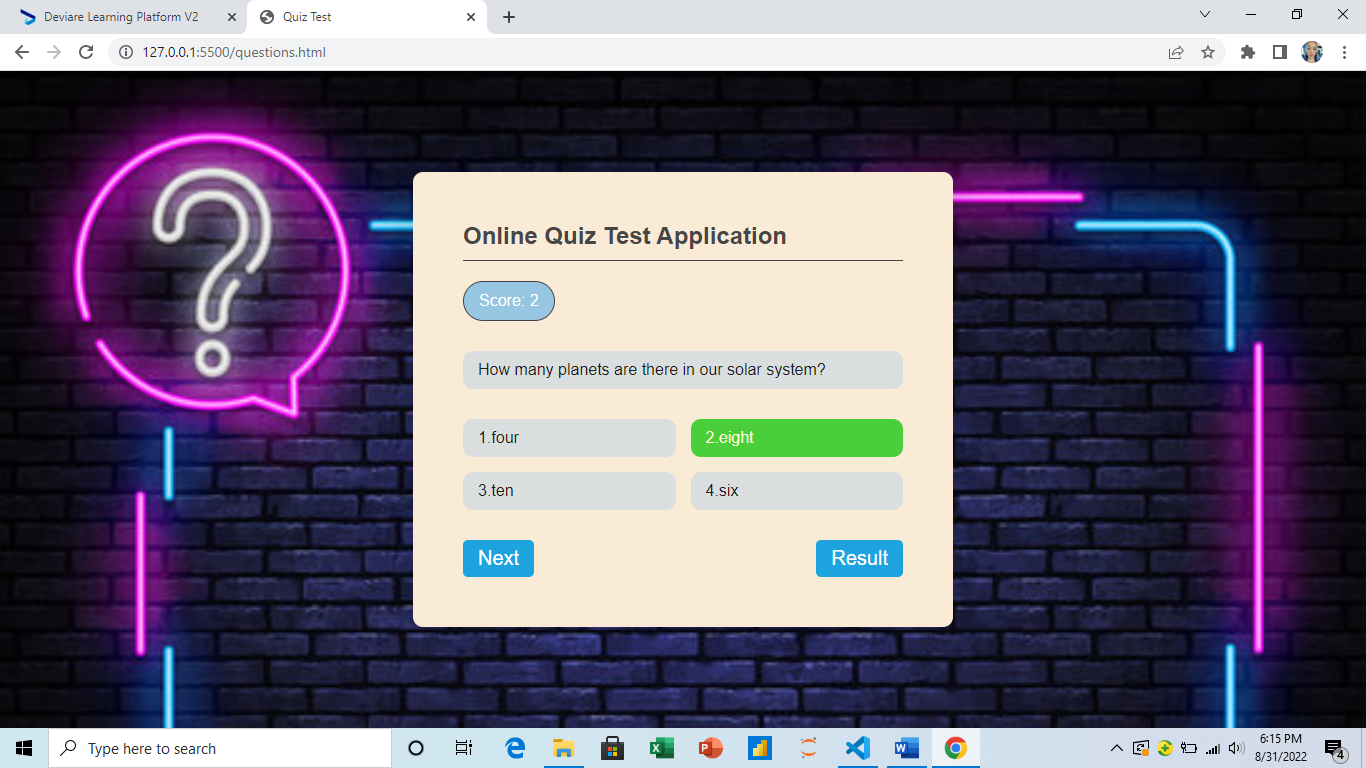 Deviare Learning Platform V2
Quiz Test
127.0.0.1:5500/questions.html
Online Quiz Test Application
Score: 2
How many planets are there in our solar system?
1.four
2.eight
3.ten
4.six
Next
Result
Type here to search
6:15 PM
8/31/2022
4